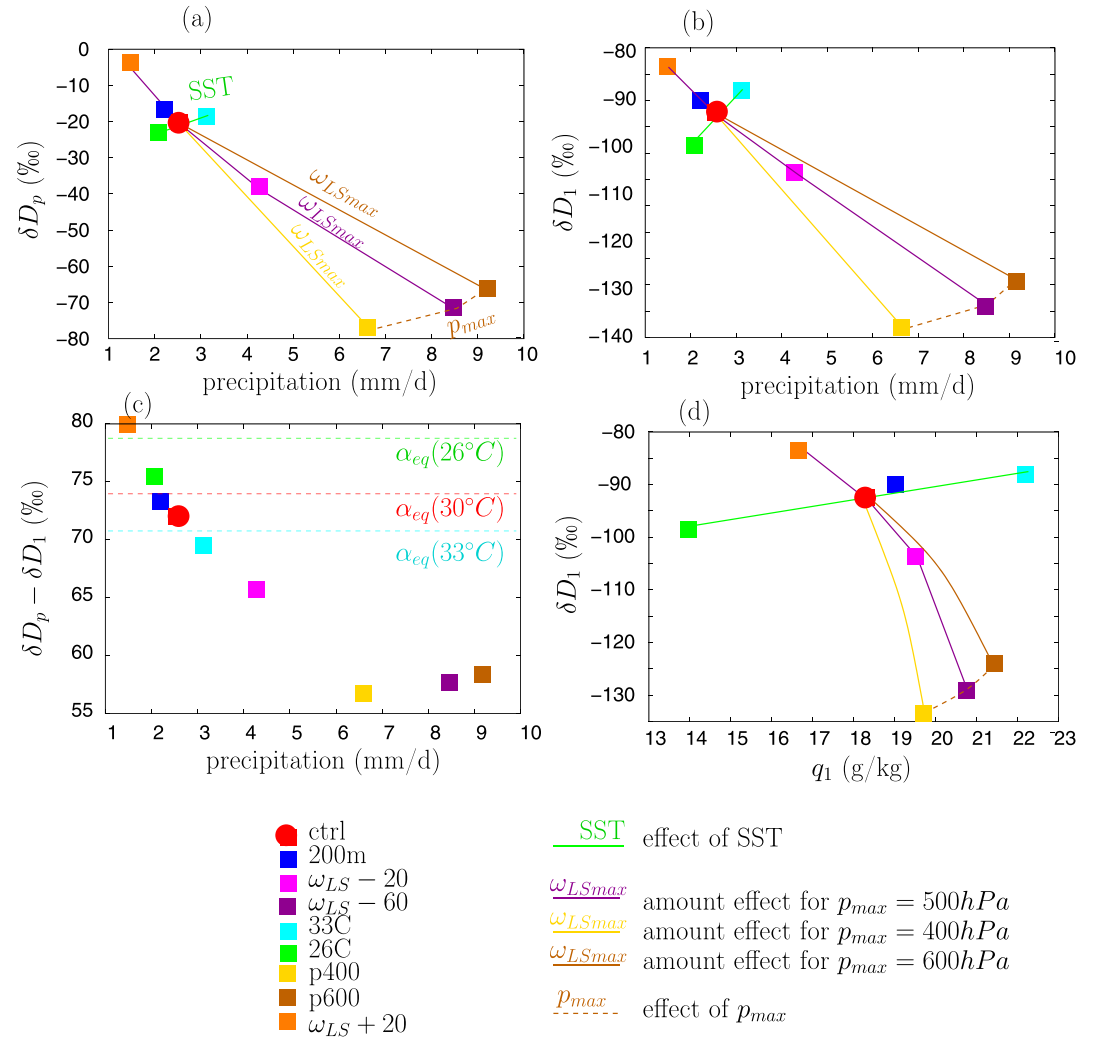 (a)
0
−10
−20
−30
−40
−50
−60
−70
−80
δD_p (‰)
SST
ω_LSmax
ω_LSmax
ω_LSmax
p_max
1 2 3 4 5 6 7 8 9 10
precipitation (mm/d)
(b)
−80
−90
−100
−110
−120
−130
−140
δD_1 (‰)
1 2 3 4 5 6 7 8 9 10
precipitation (mm/d)
(c)
80
75
70
65
60
55
δD_p − δD_1 (‰)
α_eq(26°C)
α_eq(30°C)
α_eq(33°C)
1 2 3 4 5 6 7 8 9 10
precipitation (mm/d)
(d)
−80
−90
−100
−110
−120
−130
δD_1 (‰)
13 14 15 16 17 18 19 20 21 22 23
q_1 (g/kg)
ctrl
200m
ω_LS − 20
ω_LS − 60
33C
26C
p400
p600
ω_LS + 20
SST effect of SST
ω_LSmax amount effect for p_max = 500hPa
ω_LSmax amount effect for p_max = 400hPa
ω_LSmax amount effect for p_max = 600hPa
p_max effect of p_max